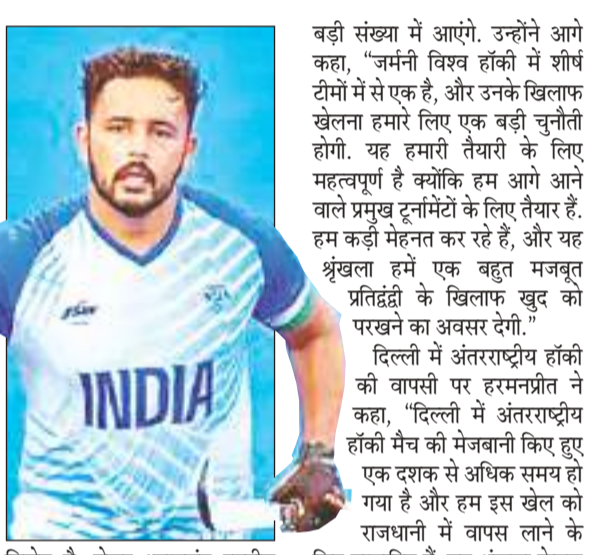 बड़ी संख्या में आएंगे. उन्होंने आगे
कहा, “जर्मनी विश्व हॉकी में शीर्ष
टीमों में से एक है, और उनके खिलाफ
खेलना हमारे लिए एक बड़ी चुनौती
होगी. यह हमारी तैयारी के लिए
महत्वपूर्ण है क्योंकि हम आगे आने
वाले प्रमुख टूर्नामेंटों के लिए तैयार हैं.
हम कड़ी मेहनत कर रहे हैं, और यह
श्रृंखला हमें एक बहुत मजबूत
प्रतिद्वंद्वी के खिलाफ खुद को
परखने का अवसर देगी.”
दिल्ली में अंतरराष्ट्रीय हॉकी
की वापसी पर हरमनप्रीत ने
कहा, “दिल्ली में अंतरराष्ट्रीय
हॉकी मैच की मेजबानी किए हुए
एक दशक से अधिक समय हो
गया है और हम इस खेल को
राजधानी में वापस लाने के
INDIA